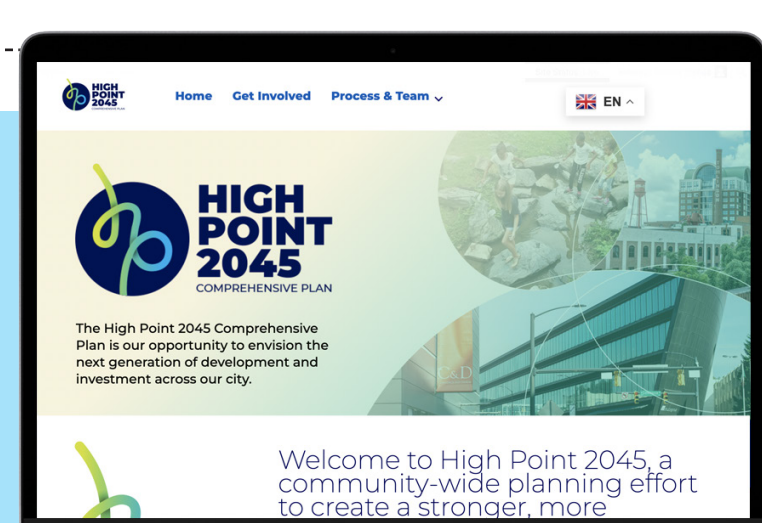 HIGH
POINT
2045
COMPREHENSIVE PLAN
Home Get Involved Process & Team
EN
HIGH
POINT
2045
COMPREHENSIVE PLAN
The High Point 2045 Comprehensive
Plan is our opportunity to envision the
next generation of development and
investment across our city.
C&D
Welcome to High Point 2045, a
community-wide planning effort
to create a stronger, more